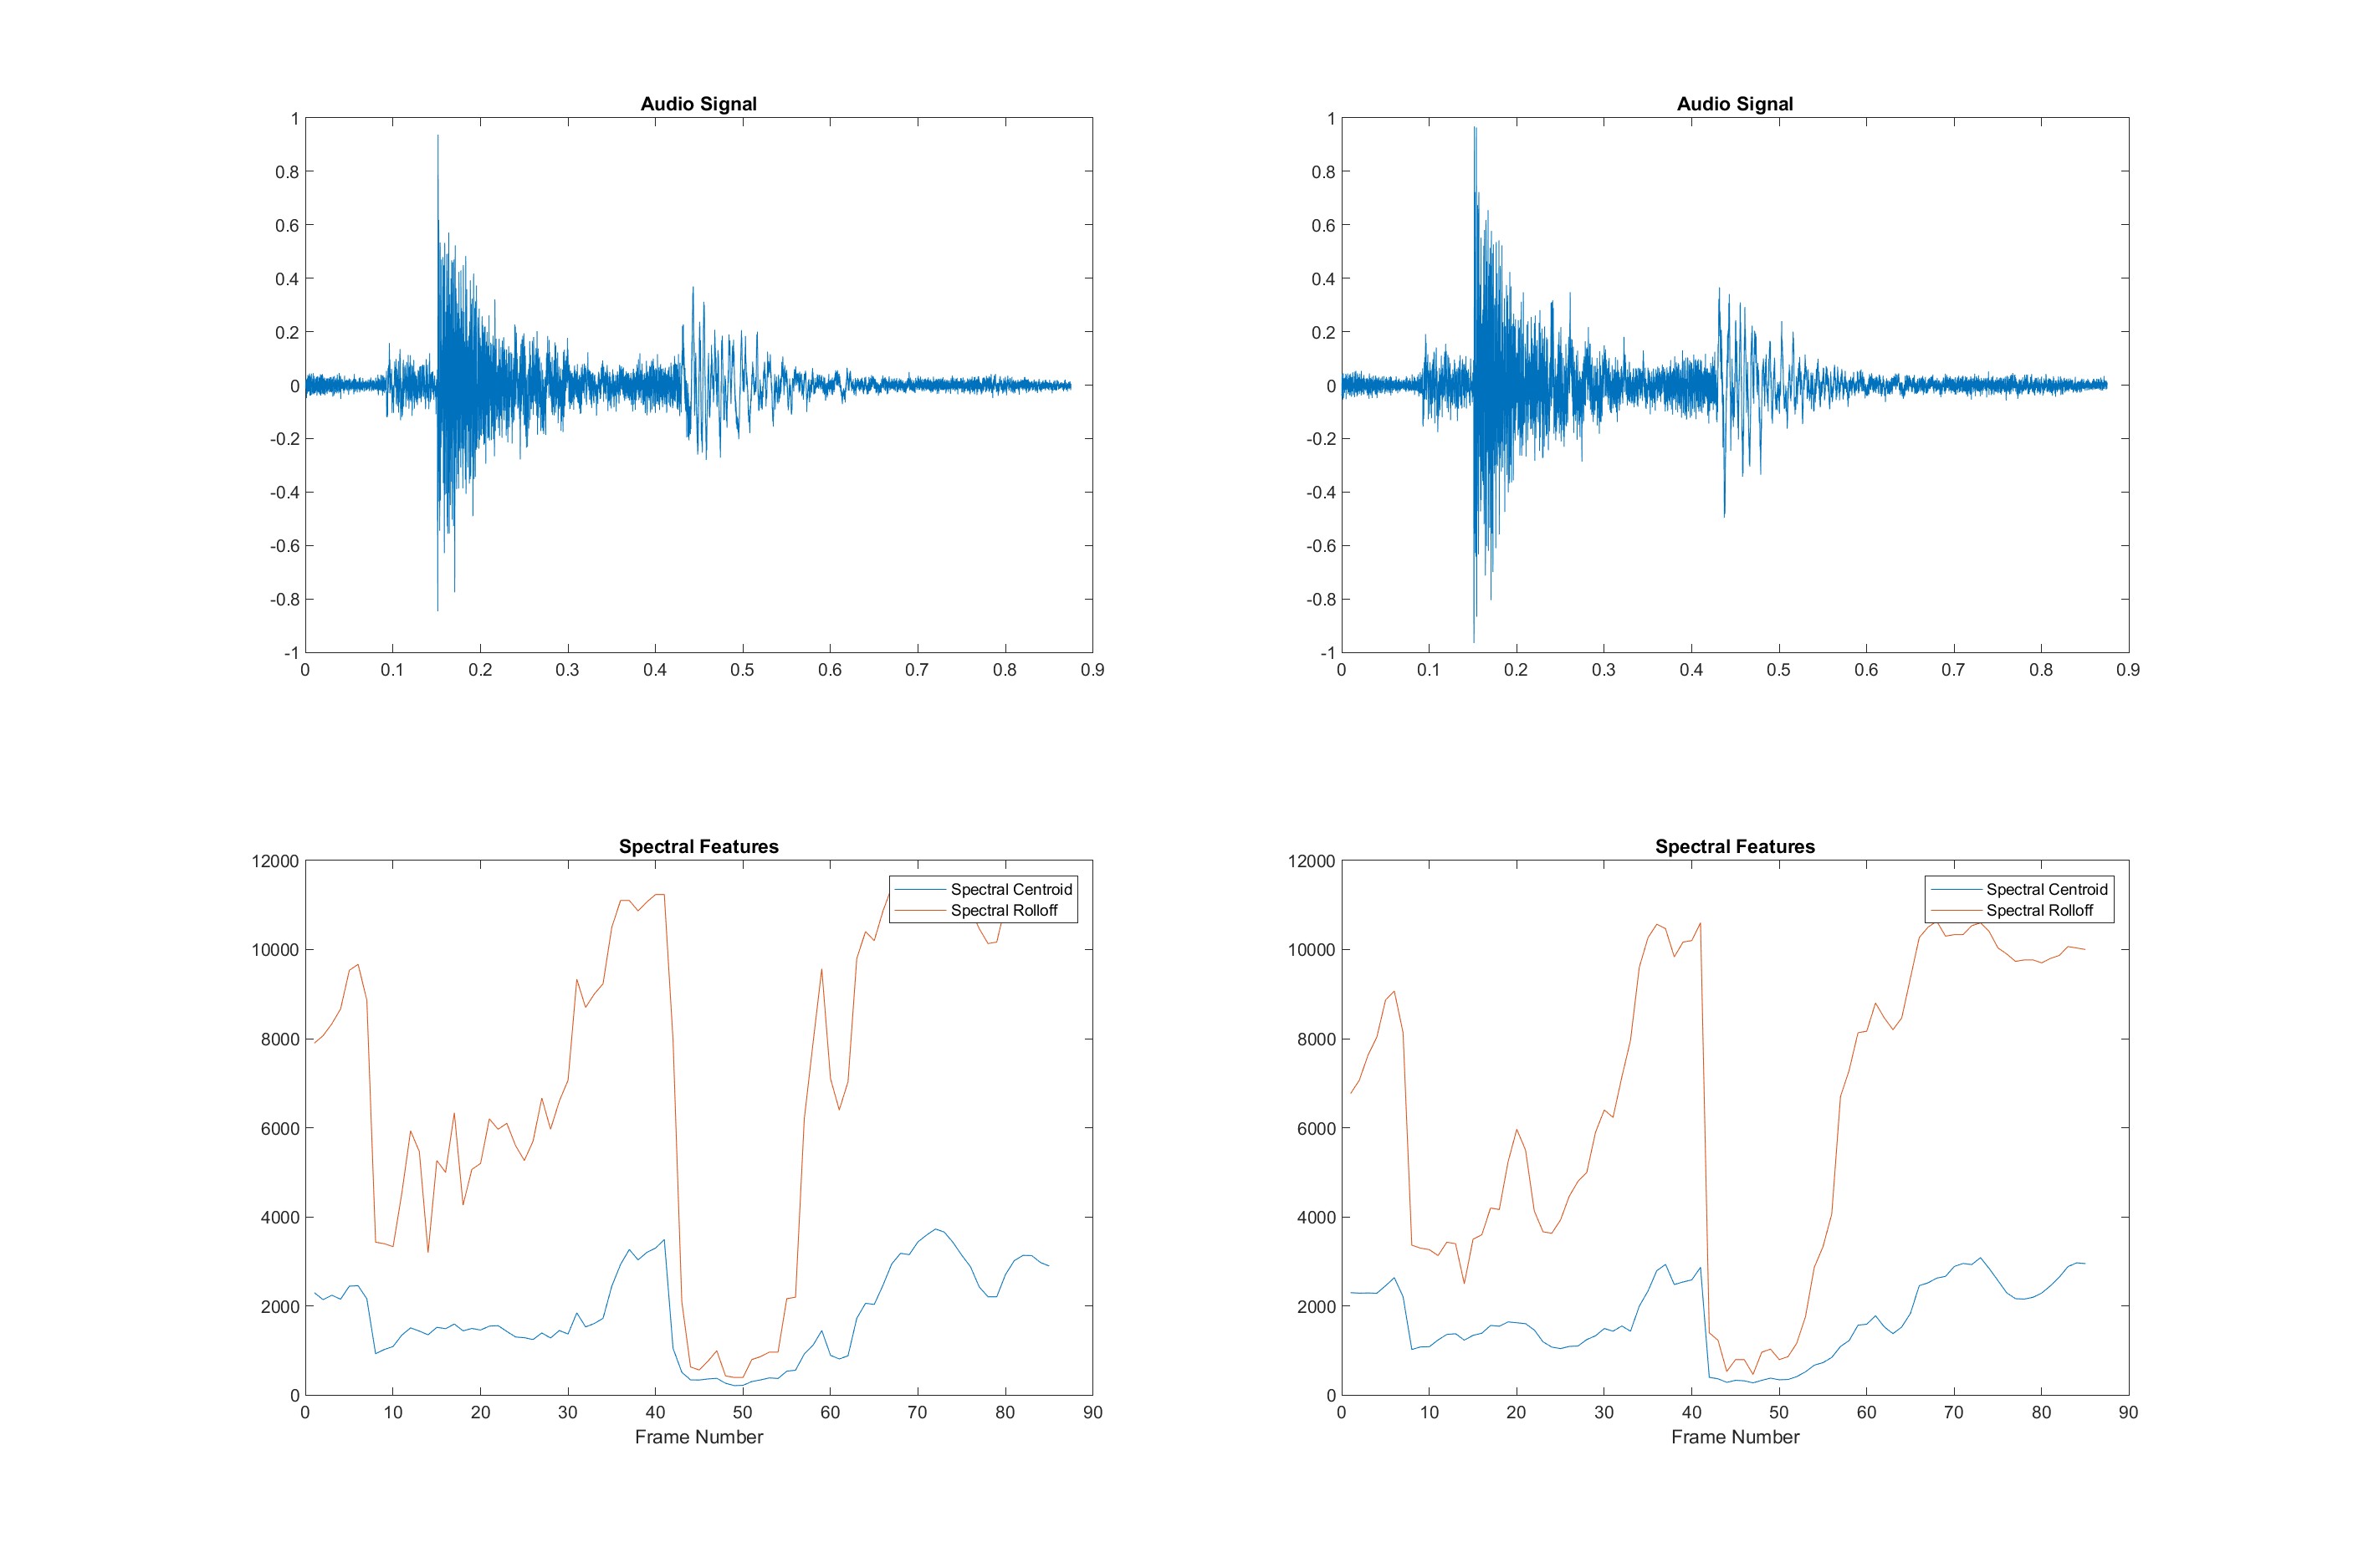 Audio Signal
1
0.8
0.6
0.4
0.2
0
-0.2
-0.4
-0.6
-0.8
-1
0 0.1 0.2 0.3 0.4 0.5 0.6 0.7 0.8 0.9
Audio Signal
1
0.8
0.6
0.4
0.2
0
-0.2
-0.4
-0.6
-0.8
-1
0 0.1 0.2 0.3 0.4 0.5 0.6 0.7 0.8 0.9
Spectral Features
12000
10000
8000
6000
4000
2000
0
Spectral Centroid
Spectral Rolloff
0 10 20 30 40 50 60 70 80 90
Frame Number
Spectral Features
12000
10000
8000
6000
4000
2000
0
Spectral Centroid
Spectral Rolloff
0 10 20 30 40 50 60 70 80 90
Frame Number